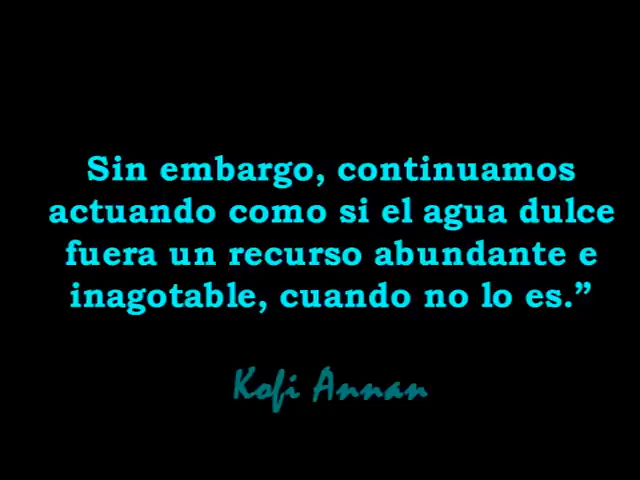 Sin embargo, continuamos
actuando como si el agua dulce
fuera un recurso abundante e
inagotable, cuando no lo es.”
Kofi Annan